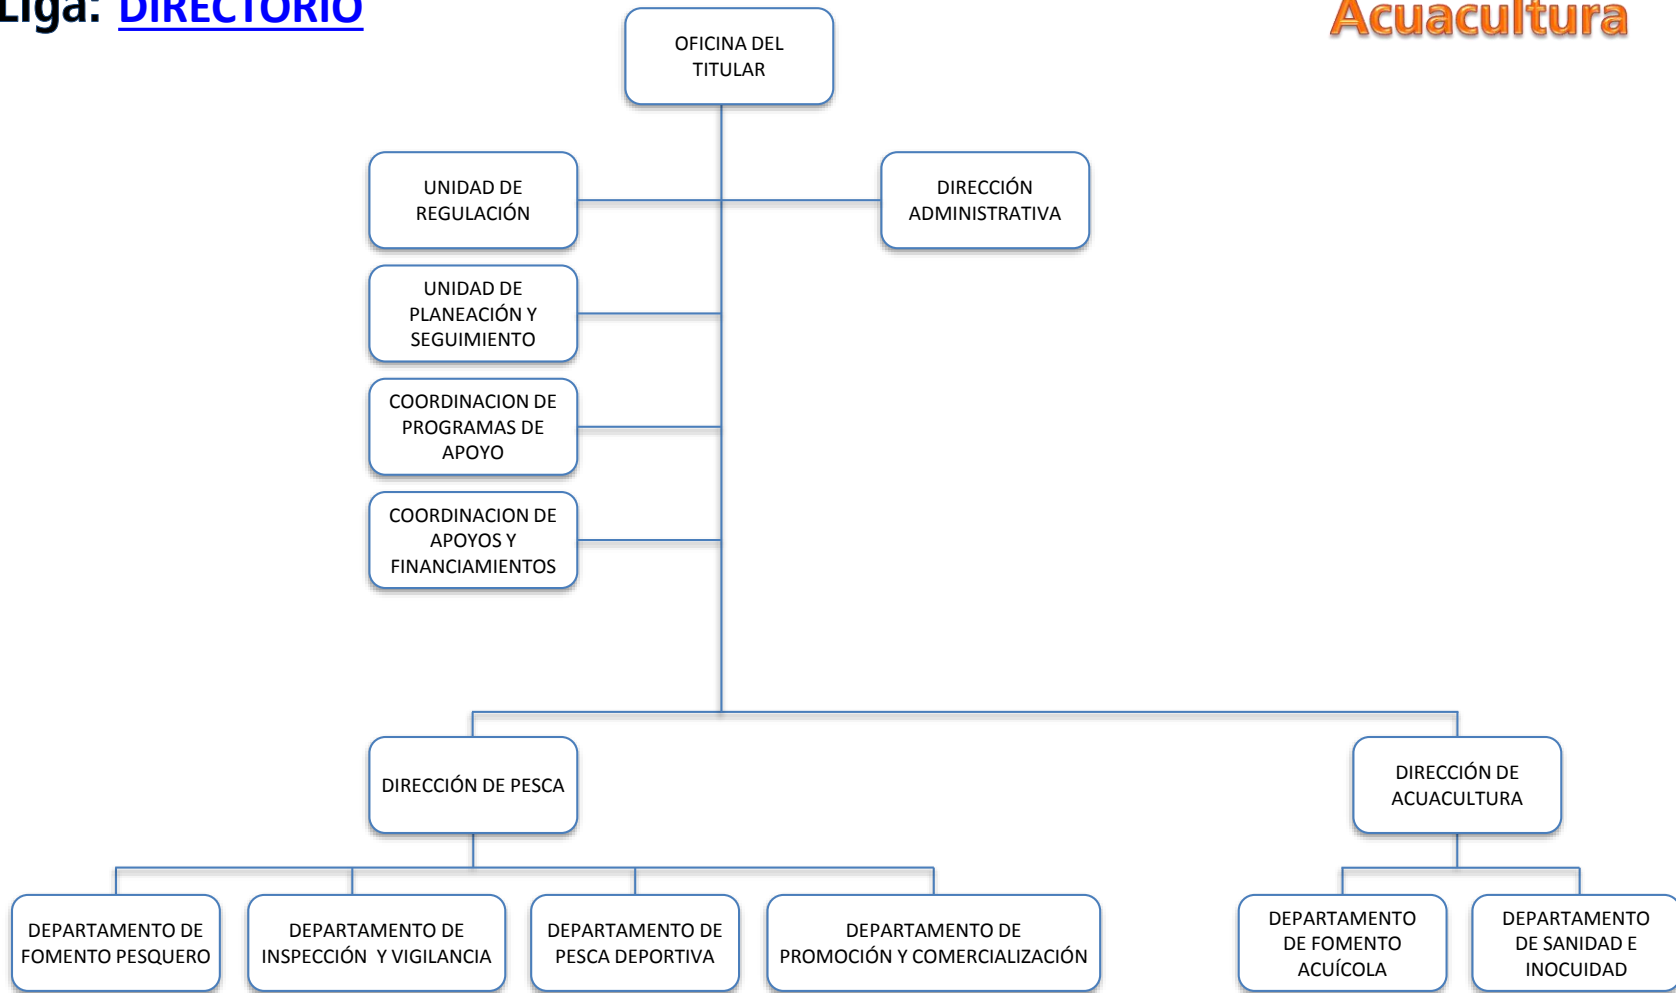 Liga: DIRECTORIO
Acuacultura
OFICINA DEL
TITULAR
UNIDAD DE
REGULACIÓN
DIRECCIÓN
ADMINISTRATIVA
UNIDAD DE
PLANEACIÓN Y
SEGUIMIENTO
COORDINACION DE
PROGRAMAS DE
APOYO
COORDINACION DE
APOYOS Y
FINANCIAMIENTOS
DIRECCIÓN DE PESCA
DIRECCIÓN DE
ACUACULTURA
DEPARTAMENTO DE
FOMENTO PESQUERO
DEPARTAMENTO DE
INSPECCIÓN Y VIGILANCIA
DEPARTAMENTO DE
PESCA DEPORTIVA
DEPARTAMENTO DE
PROMOCIÓN Y COMERCIALIZACIÓN
DEPARTAMENTO
DE FOMENTO
ACUÍCOLA
DEPARTAMENTO
DE SANIDAD E
INOCUIDAD